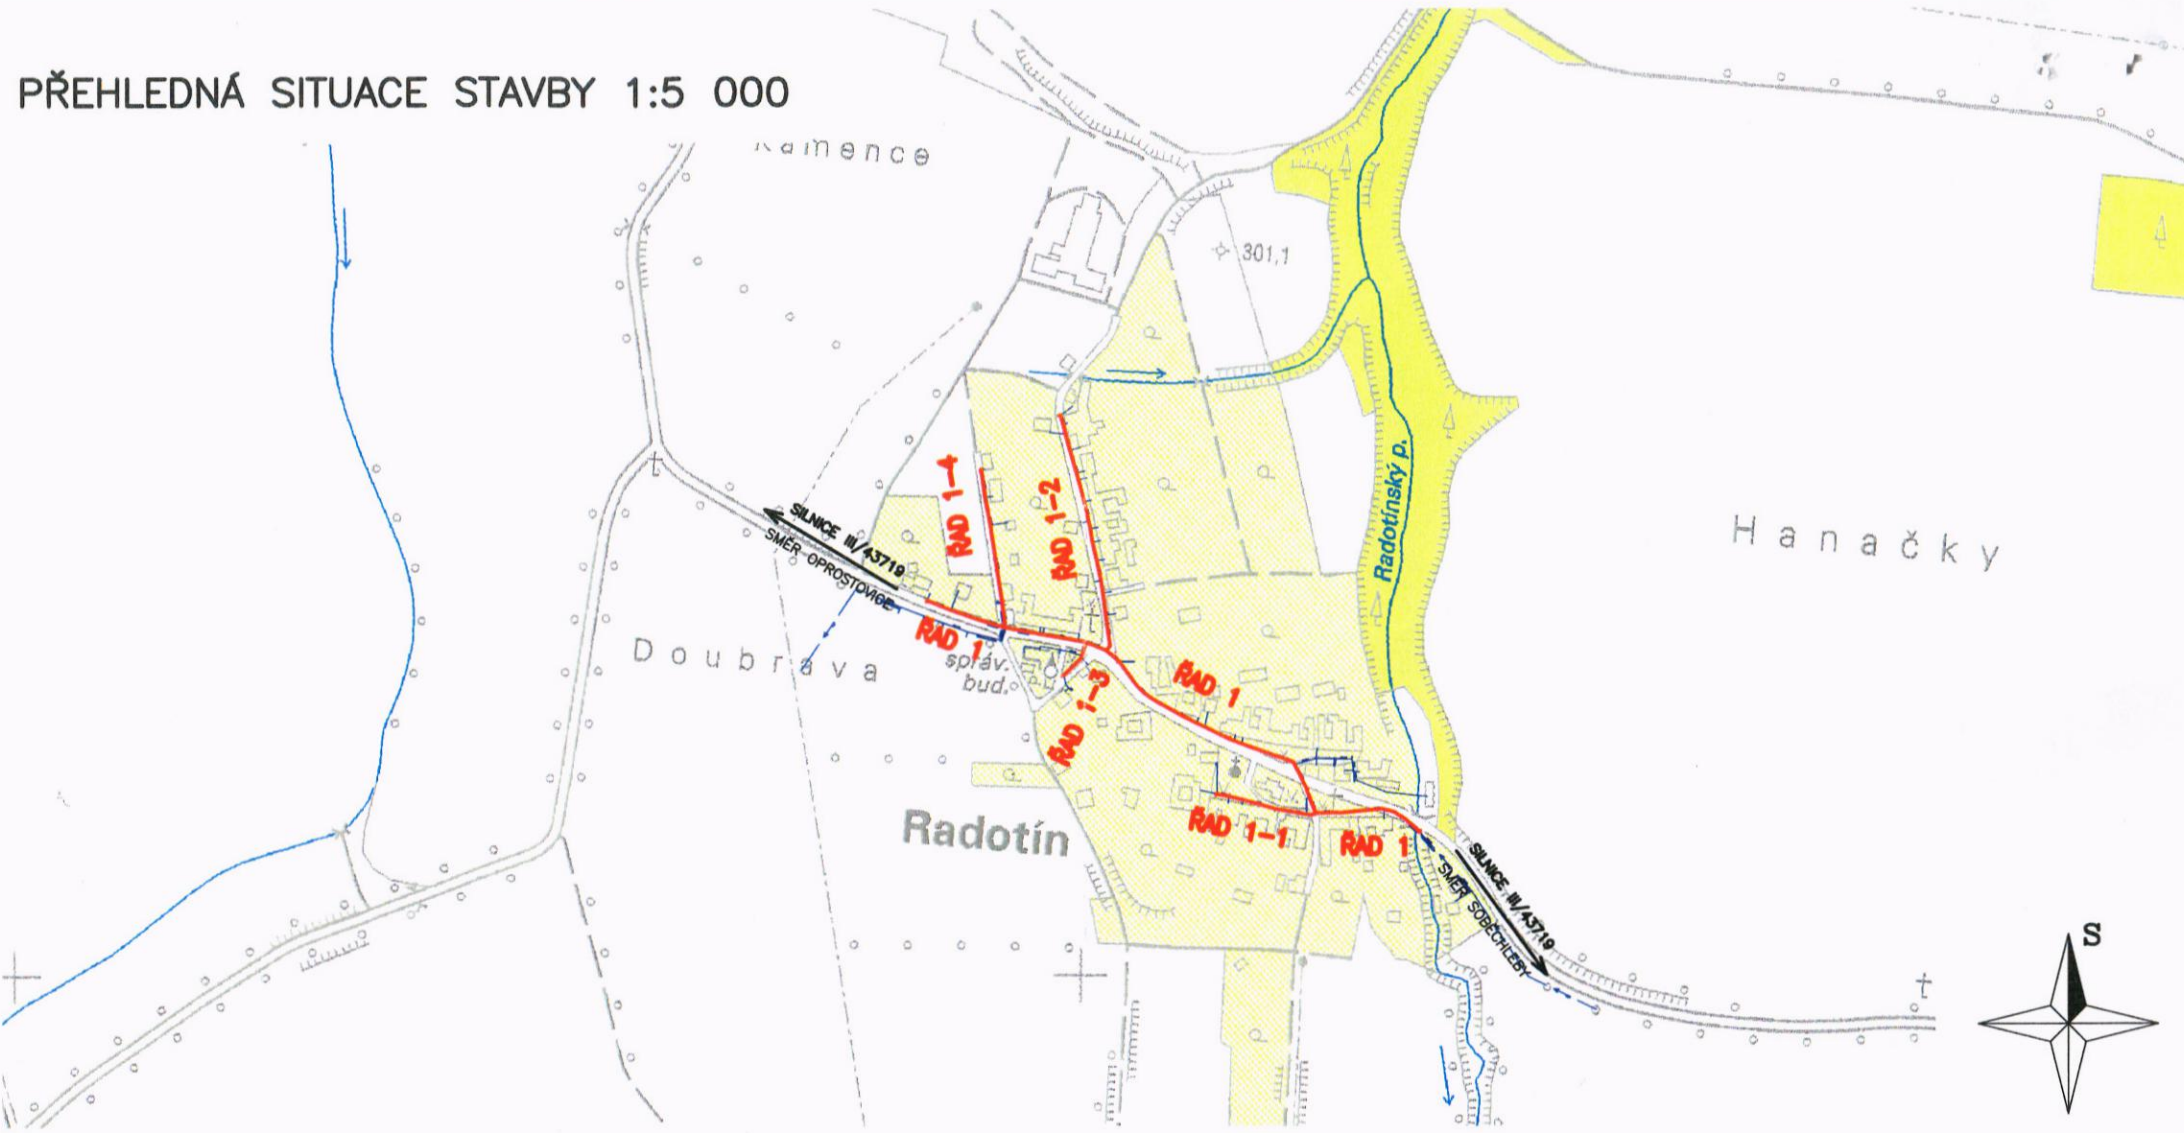 PŘEHLEDNÁ SITUACE STAVBY 1:5 000
Kamence
301,1
ŘAD 1-4
ŘAD 1-2
Radotínský p.
SILNICE III/43719
SMĚR OPROSTOVICE
Hanačky
ŘAD 1
Doubrava
správ.
bud.
ŘAD 1-3
ŘAD 1
Radotín
ŘAD 1-1
ŘAD 1
SILNICE III/43719
SMĚR SOBĚCHLEBY
S